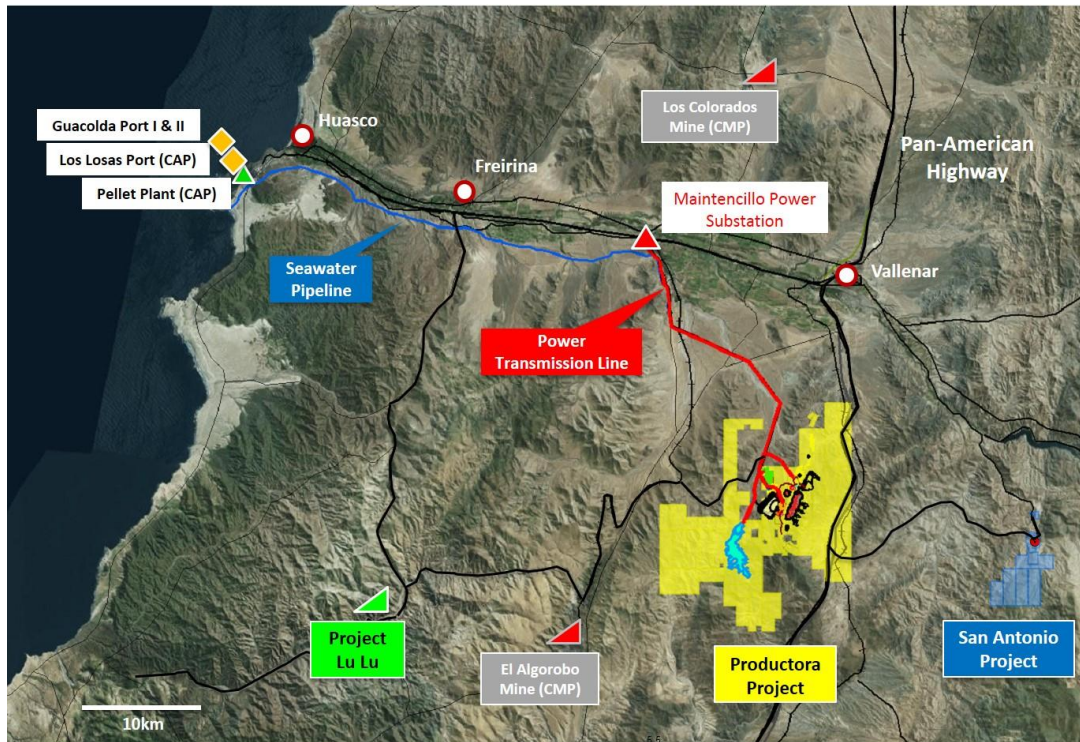 Guacolda Port I & II
Los Losas Port (CAP)
Pellet Plant (CAP)
Huasco
Freirina
Los Colorados
Mine (CMP)
Pan-American
Highway
Maintencillo Power
Substation
Vallenar
Seawater
Pipeline
Power
Transmission Line
Project
Lu Lu
El Algorobo
Mine (CMP)
Productora
Project
San Antonio
Project
10km